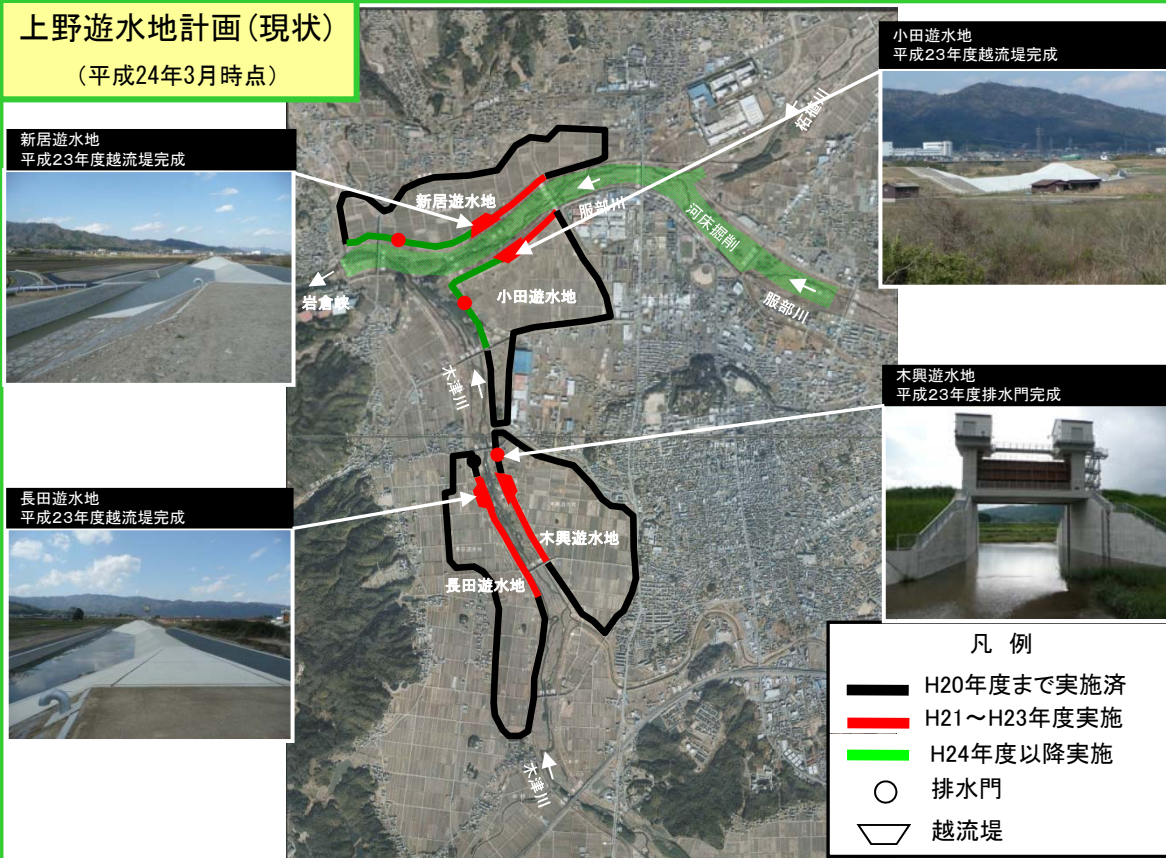 上野遊水地計画(現状)
(平成24年3月時点)
小田遊水地
平成23年度越流堤完成
新居遊水地
平成23年度越流堤完成
柘植川
新居遊水地
服部川
河床掘削
岩倉峡
小田遊水地
服部川
木津川
木興遊水地
平成23年度排水門完成
長田遊水地
平成23年度越流堤完成
木興遊水地
長田遊水地
木津川
凡 例
H20年度まで実施済
H21～H23年度実施
H24年度以降実施
排水門
越流堤